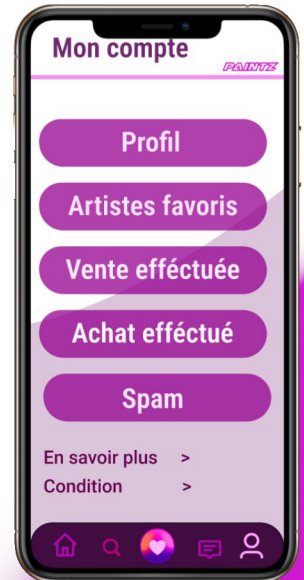 Mon compte
PAINTZ
Profil
Artistes favoris
Vente efféctuée
Achat efféctué
Spam
En savoir plus >
Condition >